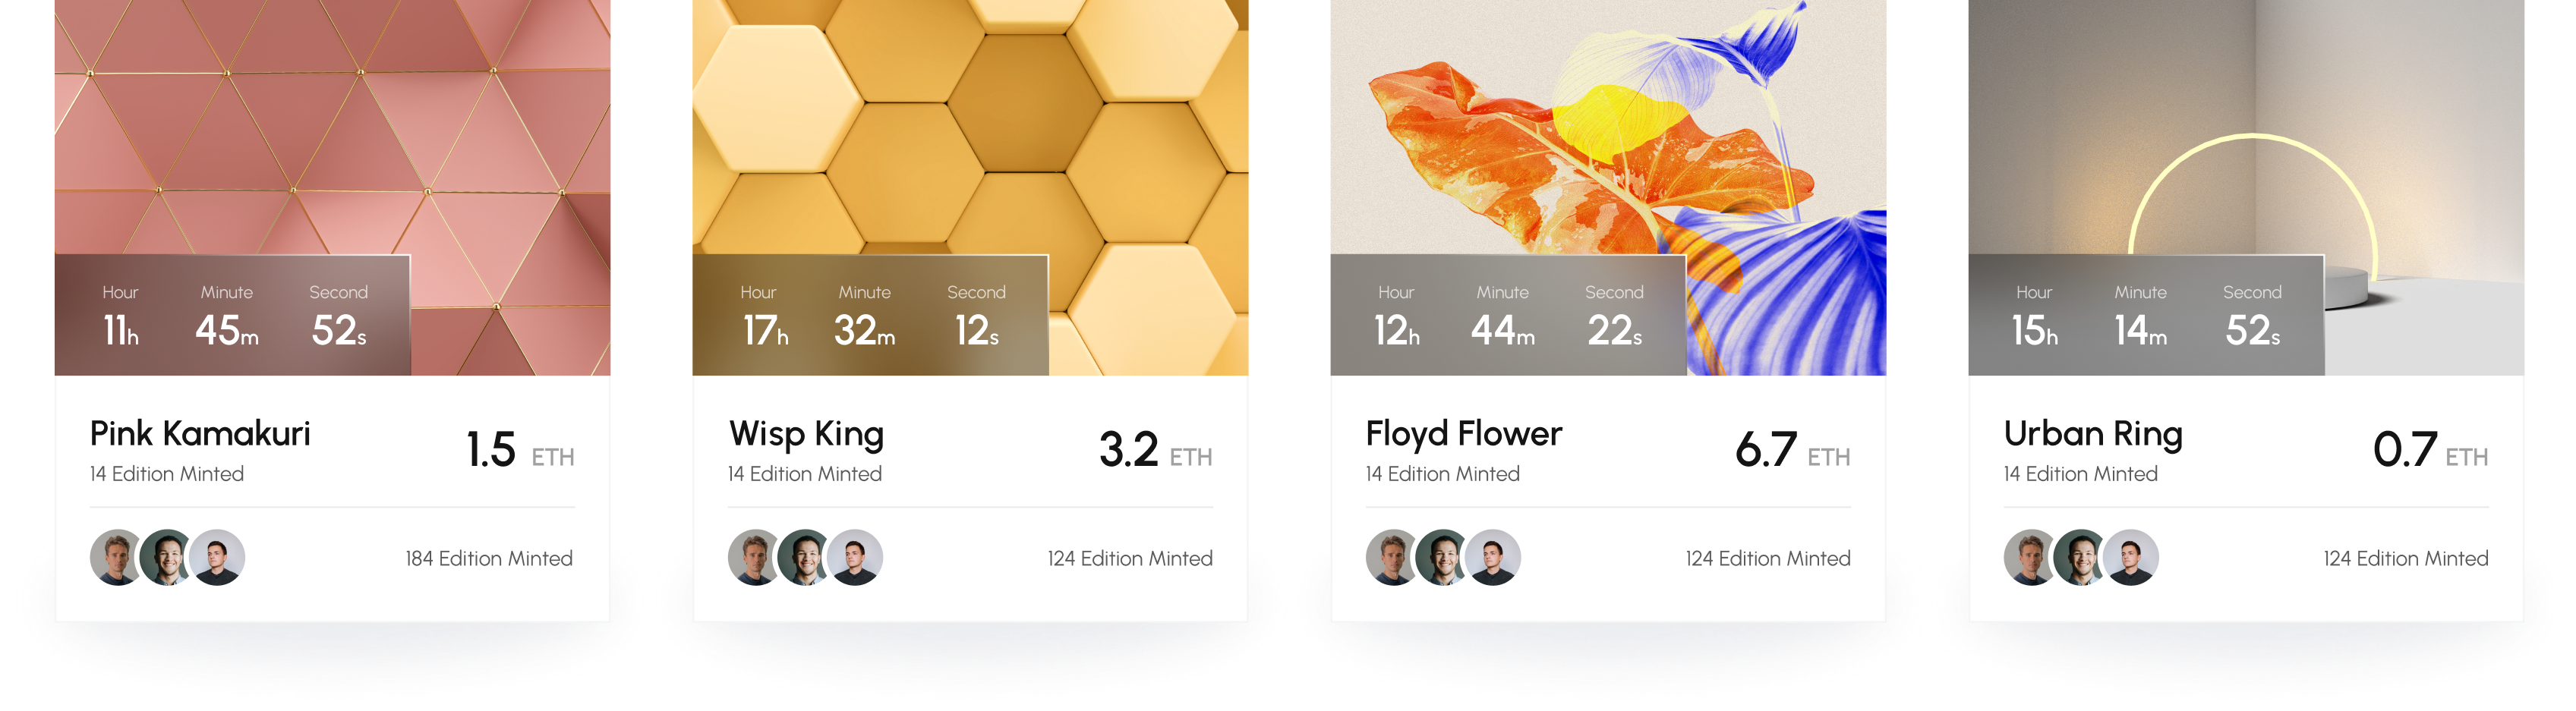 Hour Minute Second
11h 45m 52s
Pink Kamakuri
14 Edition Minted
1.5 ETH
184 Edition Minted
Hour Minute Second
17h 32m 12s
Wisp King
14 Edition Minted
3.2 ETH
124 Edition Minted
Hour Minute Second
12h 44m 22s
Floyd Flower
14 Edition Minted
6.7 ETH
124 Edition Minted
Hour Minute Second
15h 14m 52s
Urban Ring
14 Edition Minted
0.7 ETH
124 Edition Minted